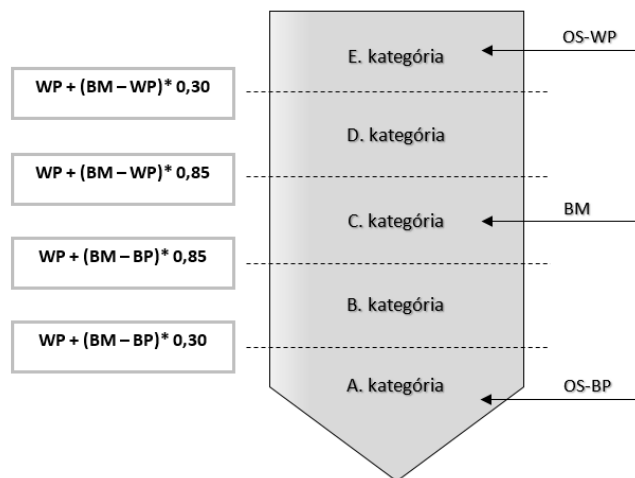 E. kategória
OS-WP
WP + (BM – WP)* 0,30
D. kategória
WP + (BM – WP)* 0,85
C. kategória
BM
WP + (BM – BP)* 0,85
B. kategória
WP + (BM – BP)* 0,30
A. kategória
OS-BP